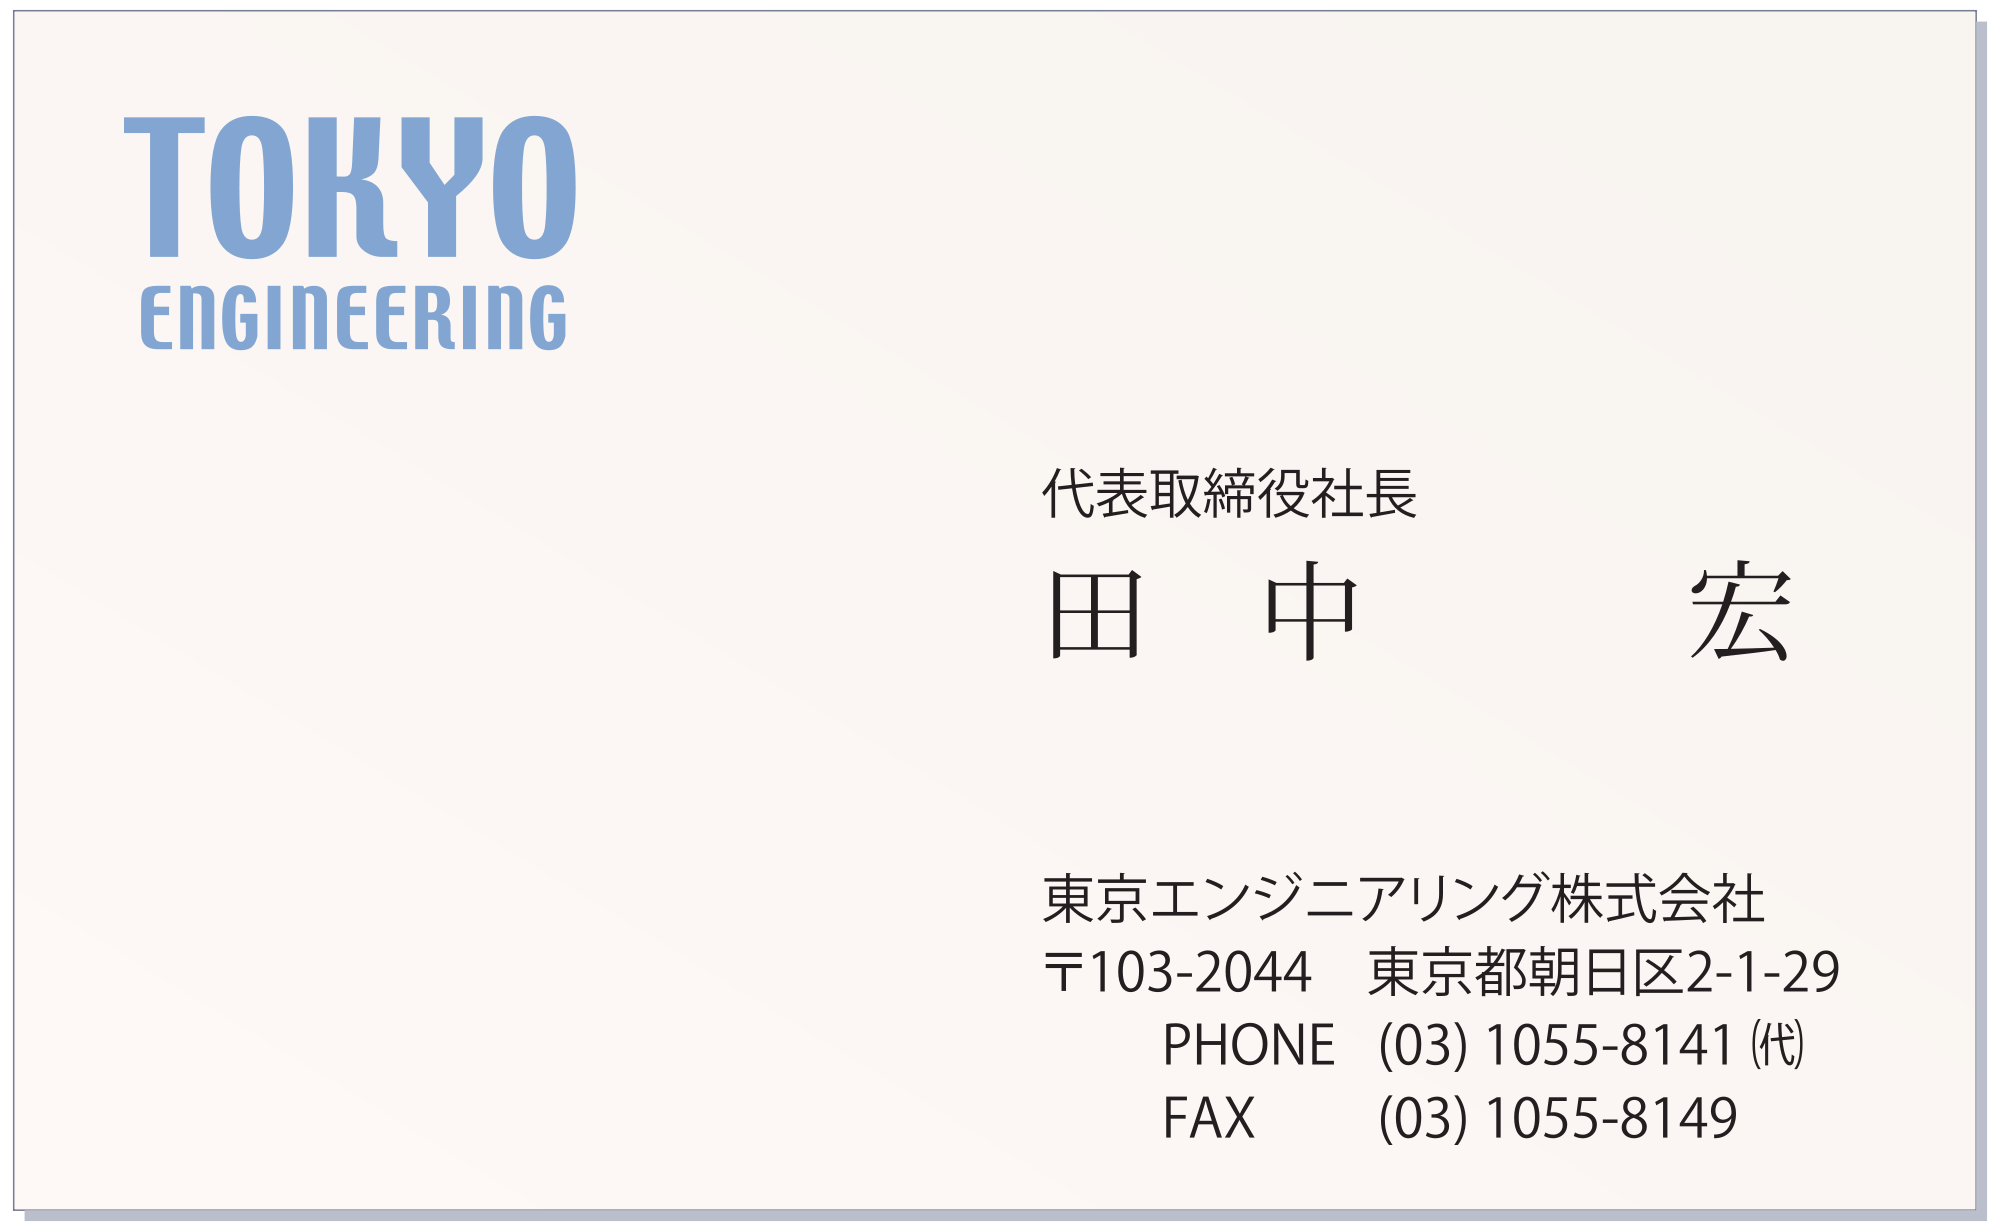 TOKYO
ENGINEERING
代表取締役社長
田 中 宏
東京エンジニアリング株式会社
〒103-2044 東京都朝日区2-1-29
PHONE (03) 1055-8141 ㈹
FAX (03) 1055-8149